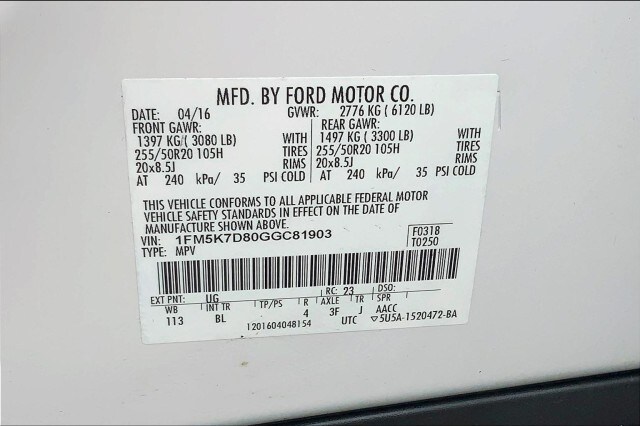 MFD. BY FORD MOTOR CO.
DATE: 04/16 GVWR: 2776 KG ( 6120 LB)
FRONT GAWR: REAR GAWR:
1397 KG( 3080 LB) WITH 1497 KG( 3300 LB) WITH
255/50R20 105H TIRES 255/50R20 105H TIRES
20x8.5J RIMS 20x8.5J RIMS
AT 240 kPa/ 35 PSI COLD AT 240 kPa/ 35 PSI COLD
THIS VEHICLE CONFORMS TO ALL APPLICABLE FEDERAL MOTOR
VEHICLE SAFETY STANDARDS IN EFFECT ON THE DATE OF
MANUFACTURE SHOWN ABOVE.
VIN: 1FM5K7D80GGC81903 F0318
TYPE: MPV T0250
EXT PNT: UG RC: 23 DSO:
WB INT TR TP/PS R AXLE TR SPR
113 BL 4 3F J AACC
1201604048154 UTC ▽5U5A-1520472-BA